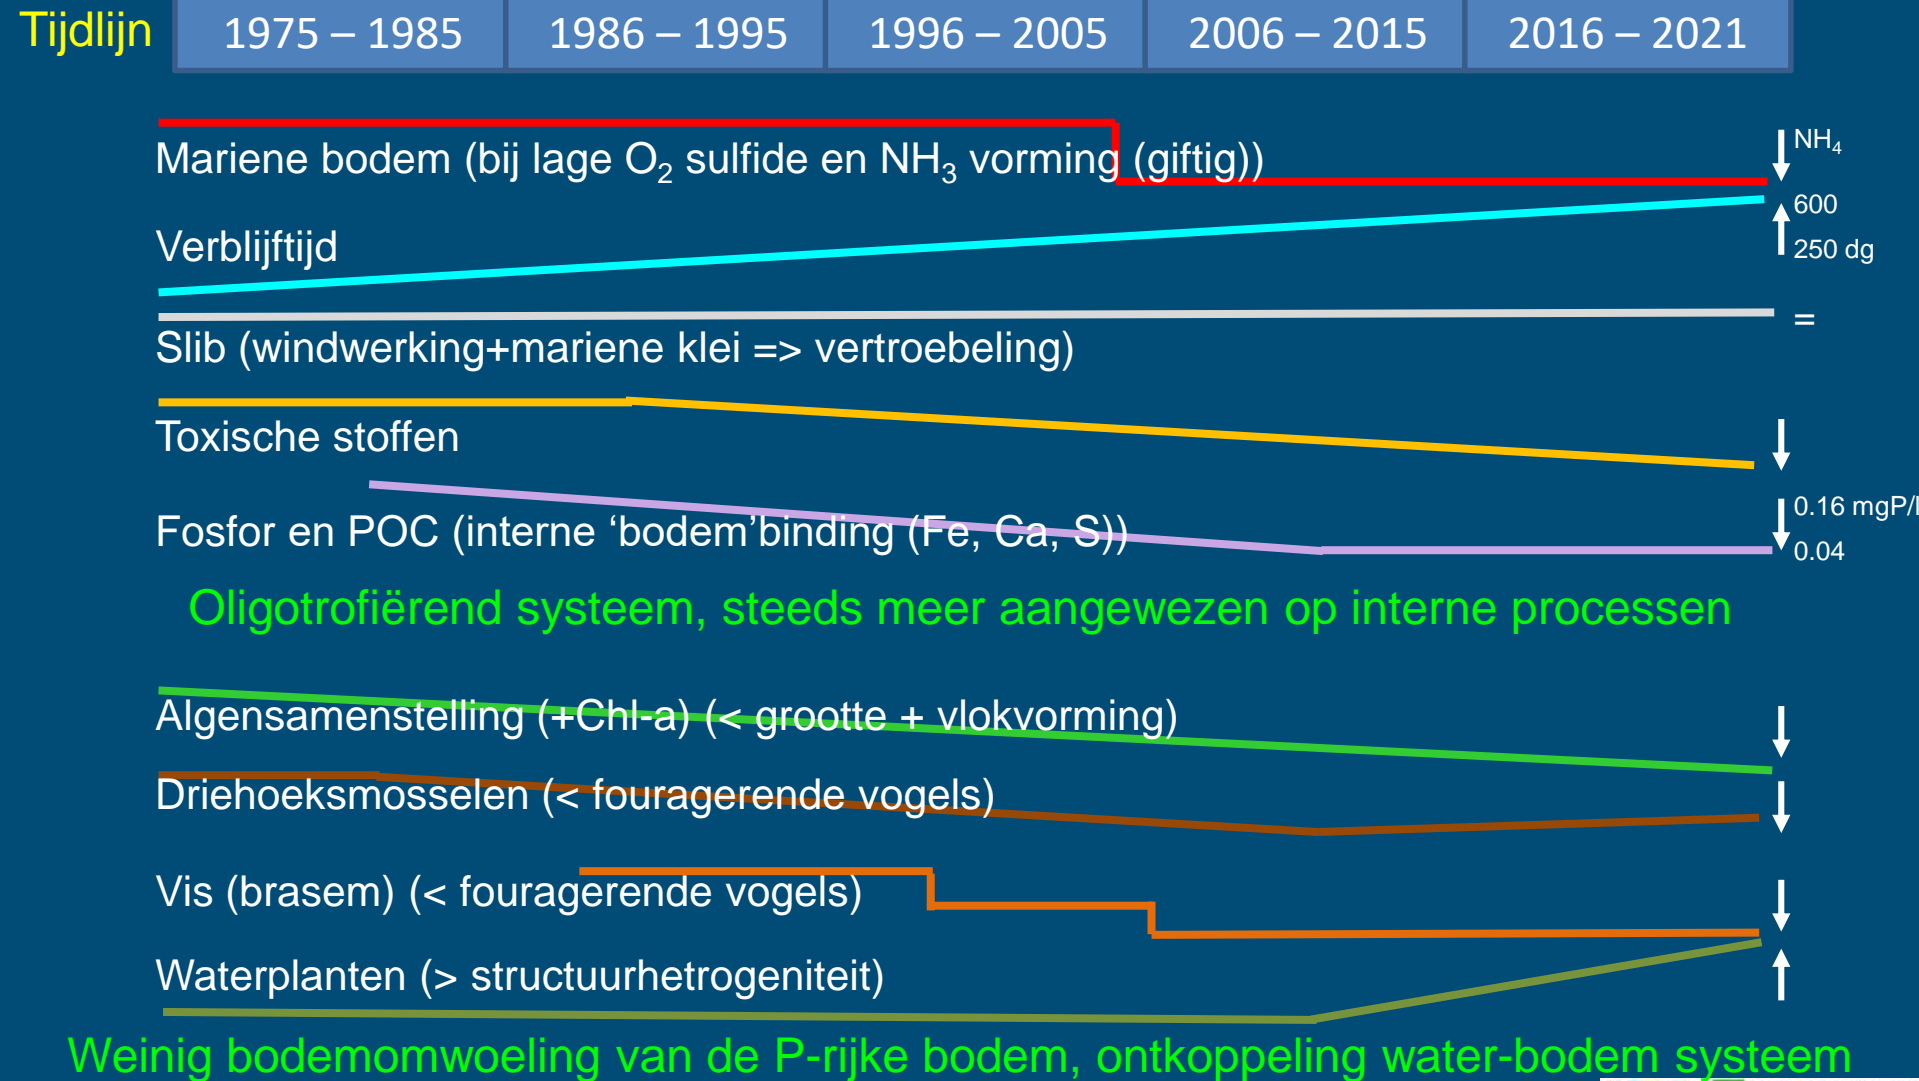 Tijdlijn 1975 – 1985 1986 – 1995 1996 – 2005 2006 – 2015 2016 – 2021
Mariene bodem (bij lage O₂ sulfide en NH₃ vorming (giftig))
NH₄
600
Verblijftijd
250 dg
=
Slib (windwerking+mariene klei => vertroebeling)
Toxische stoffen
0.16 mgP/l
Fosfor en POC (interne ‘bodem’binding (Fe, Ca, S))
0.04
Oligotrofiërend systeem, steeds meer aangewezen op interne processen
Algensamenstelling (+Chl-a) (< grootte + vlokvorming)
Driehoeksmosselen (< fouragerende vogels)
Vis (brasem) (< fouragerende vogels)
Waterplanten (> structuurhetrogeniteit)
Weinig bodemomwoeling van de P-rijke bodem, ontkoppeling water-bodem systeem